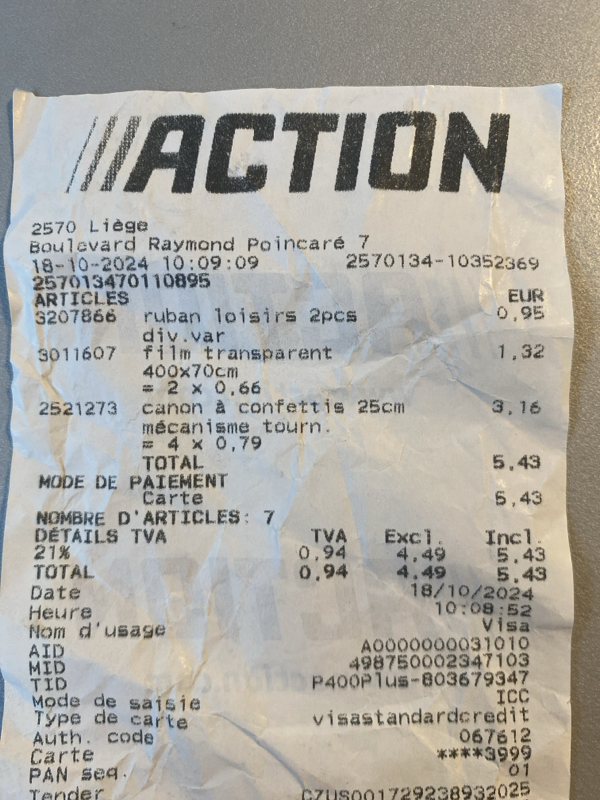 ACTION
2570 Liège
Boulevard Raymond Poincaré 7
18-10-2024 10:09:09 2570134-10352369
257013470110895
ARTICLES EUR
3207866 ruban loisirs 2pcs 0,95
div.var
3011607 film transparent 1,32
400x70cm
= 2 x 0,66
2521273 canon à confettis 25cm 3,16
mécanisme tourn.
= 4 x 0,79
TOTAL 5,43
MODE DE PAIEMENT
Carte 5,43
NOMBRE D'ARTICLES: 7
DÉTAILS TVA TVA Excl. Incl.
21% 0,94 4,49 5,43
TOTAL 0,94 4,49 5,43
Date 18/10/2024
Heure 10:08:52
Nom d'usage Visa
AID A0000000031010
MID 498750002347103
TID P400Plus-803679347
Mode de saisie ICC
Type de carte visastandardcredit
Auth. code 067612
Carte ****3999
PAN seq. 01
Tender CZUS001729238932025